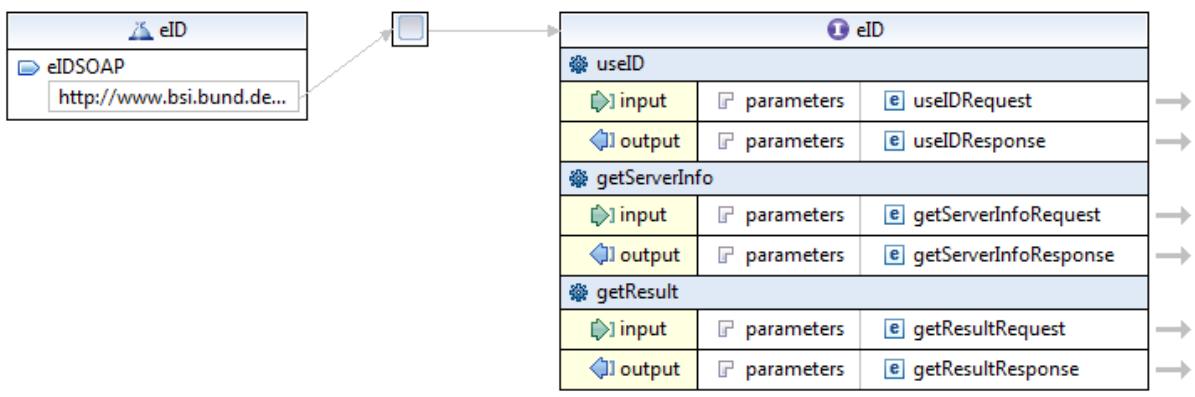 eID
eIDSOAP
http://www.bsi.bund.de...
I eID
useID
input parameters e useIDRequest
output parameters e useIDResponse
getServerInfo
input parameters e getServerInfoRequest
output parameters e getServerInfoResponse
getResult
input parameters e getResultRequest
output parameters e getResultResponse